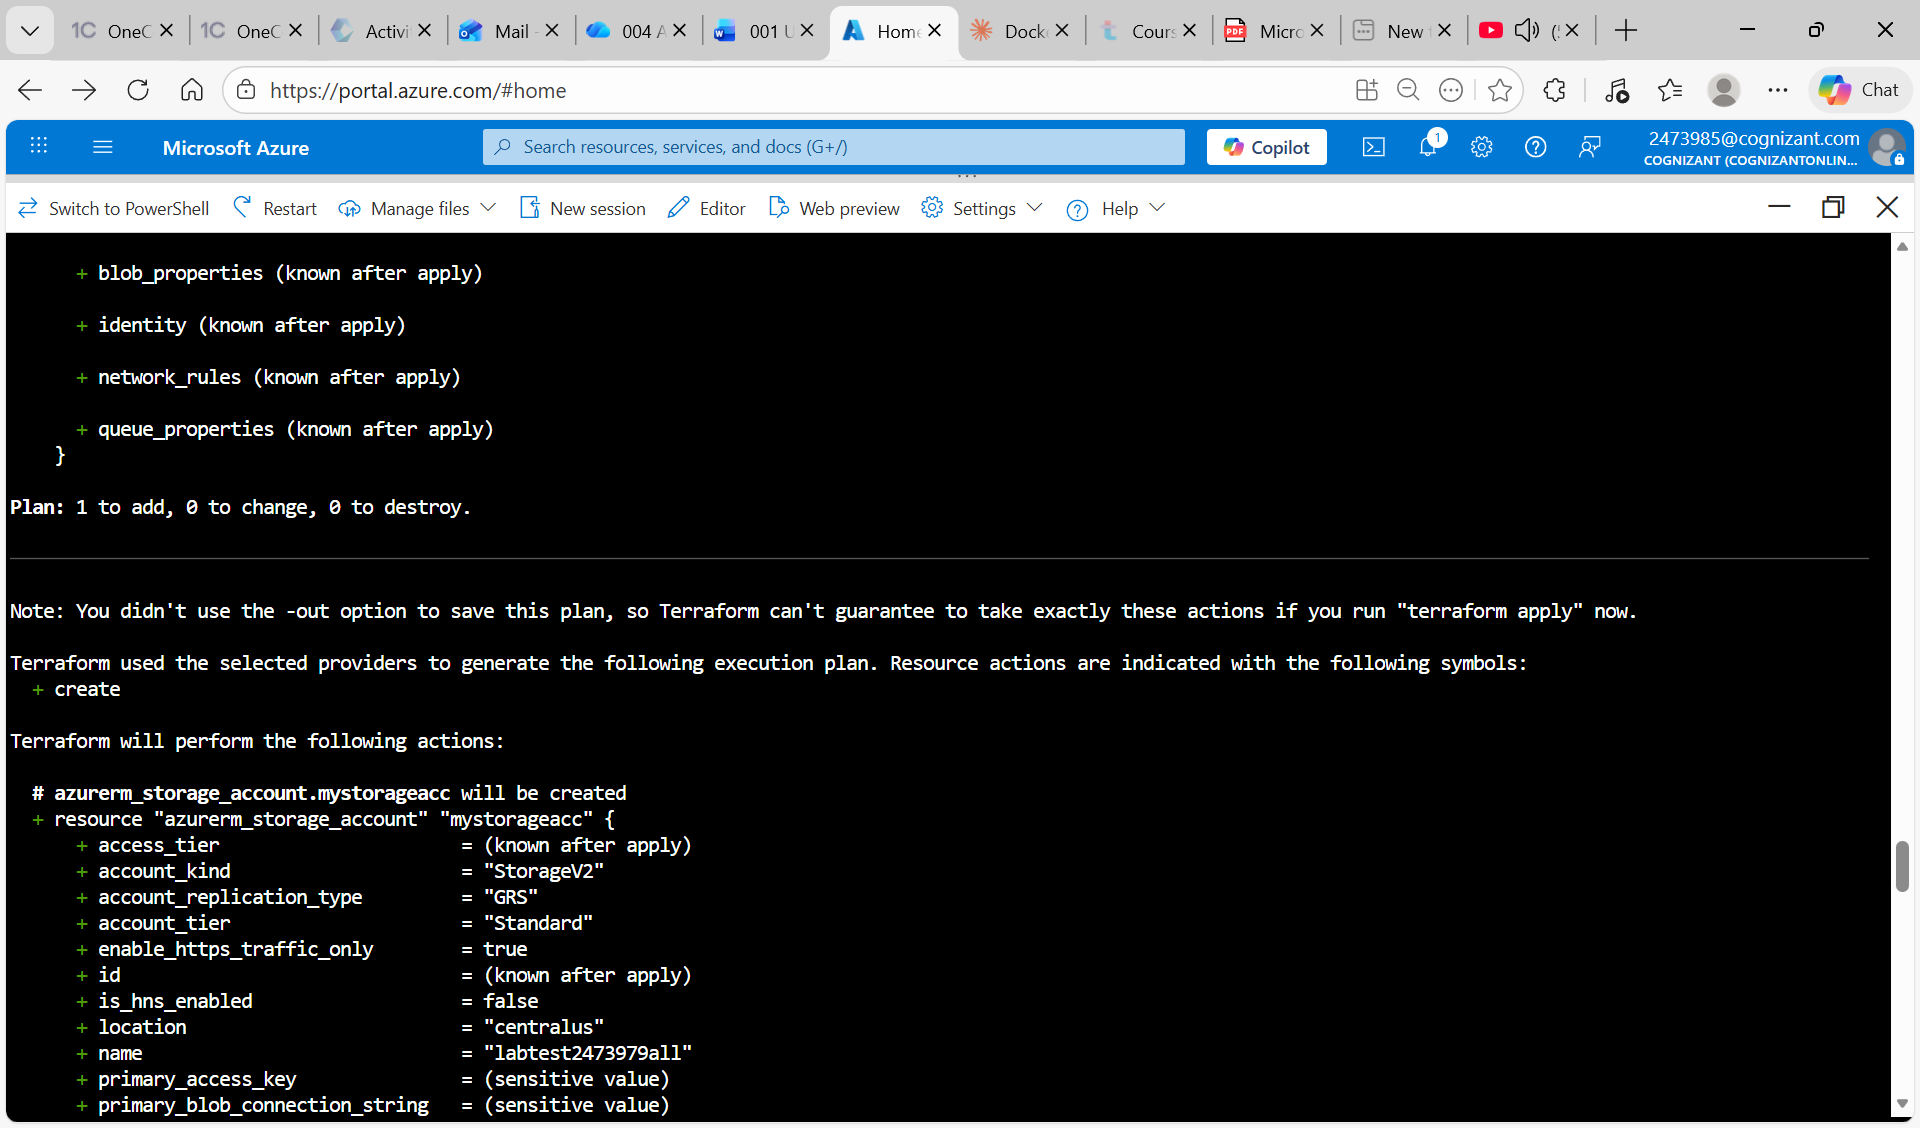 OneC
OneC
Activi
Mail -
004 A
001 U
Home
Docke
Cours
Micro
New t
(5
https://portal.azure.com/#home
Chat
Microsoft Azure
Search resources, services, and docs (G+/)
Copilot
1
2473985@cognizant.com
COGNIZANT (COGNIZANTONLIN...
Switch to PowerShell
Restart
Manage files
New session
Editor
Web preview
Settings
Help
+ blob_properties (known after apply)
+ identity (known after apply)
+ network_rules (known after apply)
+ queue_properties (known after apply)
}
Plan: 1 to add, 0 to change, 0 to destroy.
Note: You didn't use the -out option to save this plan, so Terraform can't guarantee to take exactly these actions if you run "terraform apply" now.
Terraform used the selected providers to generate the following execution plan. Resource actions are indicated with the following symbols:
+ create
Terraform will perform the following actions:
# azurerm_storage_account.mystorageacc will be created
+ resource "azurerm_storage_account" "mystorageacc" {
+ access_tier = (known after apply)
+ account_kind = "StorageV2"
+ account_replication_type = "GRS"
+ account_tier = "Standard"
+ enable_https_traffic_only = true
+ id = (known after apply)
+ is_hns_enabled = false
+ location = "centralus"
+ name = "labtest2473979all"
+ primary_access_key = (sensitive value)
+ primary_blob_connection_string = (sensitive value)